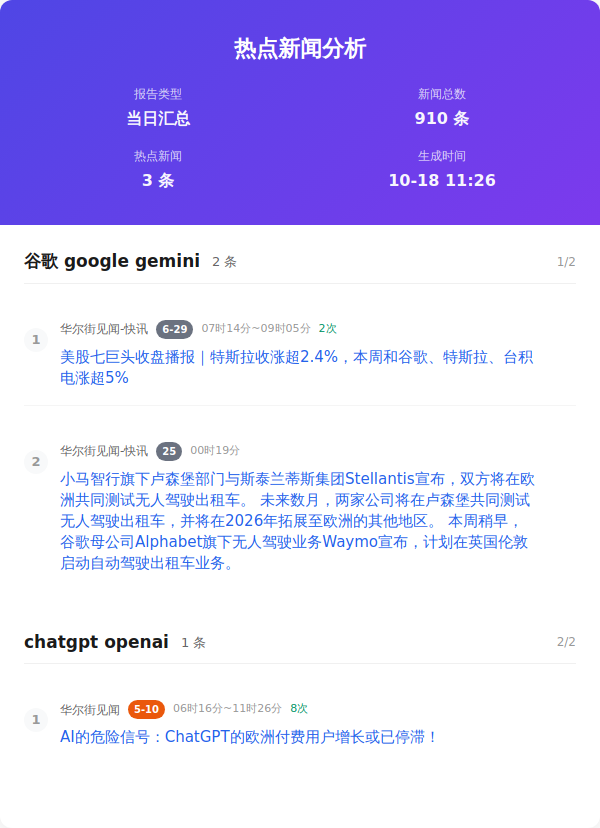 热点新闻分析
报告类型
新闻总数
当日汇总
910 条
热点新闻
生成时间
3 条
10-18 11:26
谷歌 google gemini 2 条 1/2
1 华尔街见闻-快讯 6-29 07时14分~09时05分 2次
美股七巨头收盘播报｜特斯拉收涨超2.4%，本周和谷歌、特斯拉、台积
电涨超5%
2 华尔街见闻-快讯 25 00时19分
小马智行旗下卢森堡部门与斯泰兰蒂斯集团Stellantis宣布，双方将在欧
洲共同测试无人驾驶出租车。 未来数月，两家公司将在卢森堡共同测试
无人驾驶出租车，并将在2026年拓展至欧洲的其他地区。 本周稍早，
谷歌母公司Alphabet旗下无人驾驶业务Waymo宣布，计划在英国伦敦
启动自动驾驶出租车业务。
chatgpt openai 1 条 2/2
1 华尔街见闻 5-10 06时16分~11时26分 8次
AI的危险信号：ChatGPT的欧洲付费用户增长或已停滞！